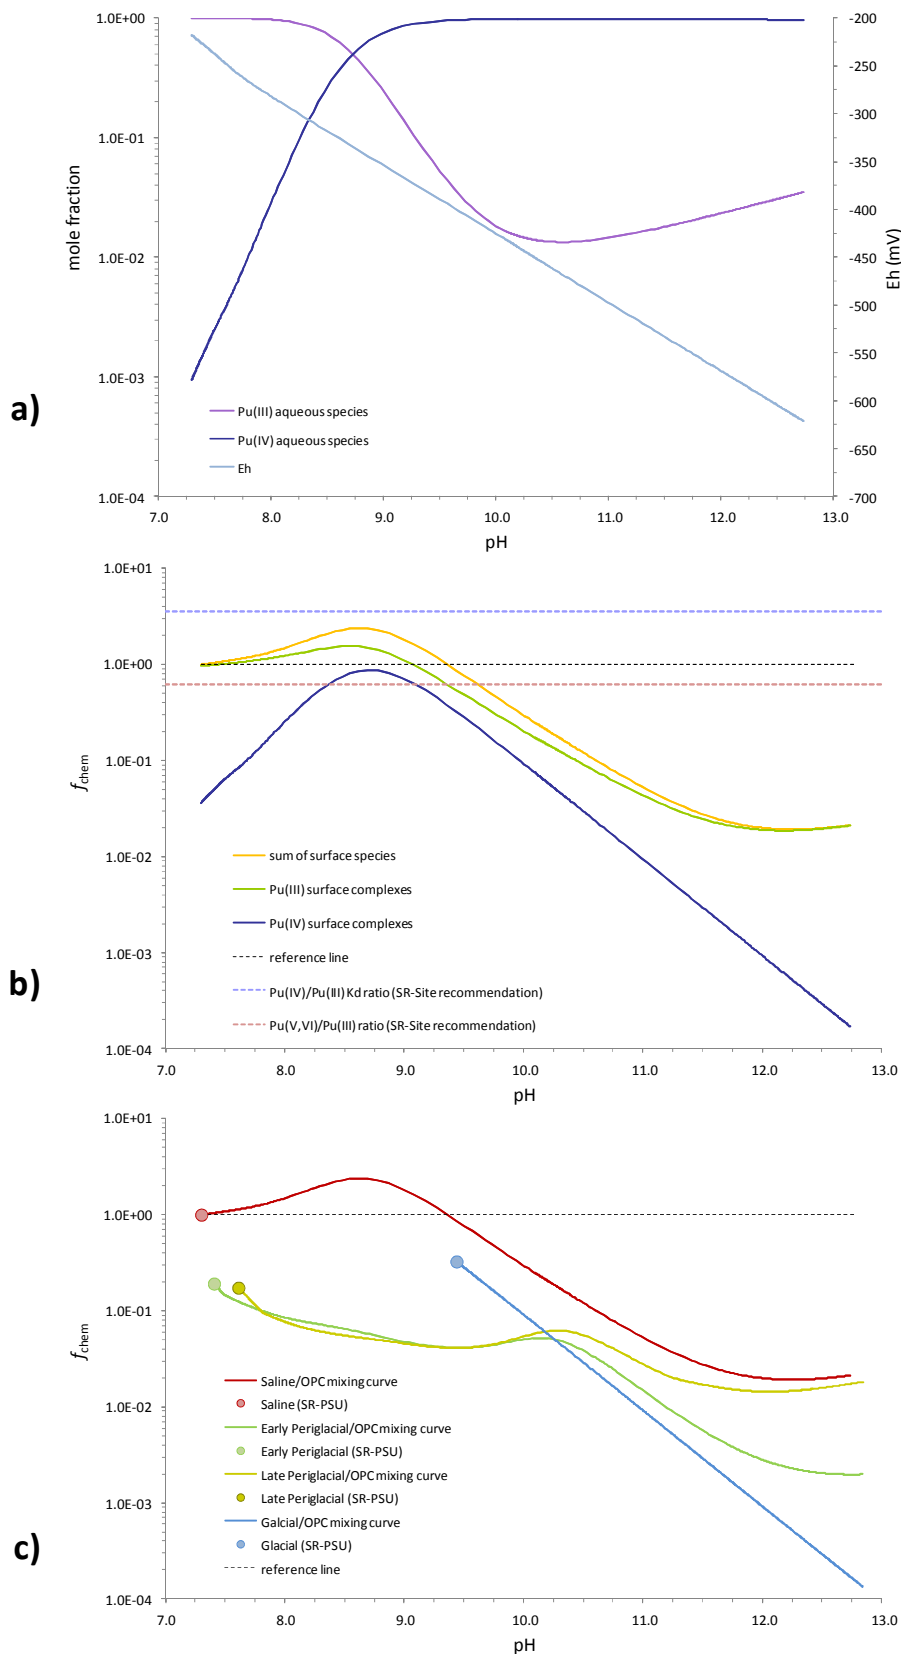 1.0E+00
1.0E-01
1.0E-02
1.0E-03
1.0E-04
mole fraction
-200
-250
-300
-350
-400
-450
-500
-550
-600
-650
-700
Eh (mV)
Pu(III) aqueous species
Pu(IV) aqueous species
Eh
a)
7.0 8.0 9.0 10.0 11.0 12.0 13.0
pH
1.0E+01
1.0E+00
1.0E-01
1.0E-02
1.0E-03
1.0E-04
fchem
sum of surface species
Pu(III) surface complexes
Pu(IV) surface complexes
reference line
Pu(IV)/Pu(III) Kd ratio (SR-Site recommendation)
Pu(V,VI)/Pu(III) ratio (SR-Site recommendation)
b)
7.0 8.0 9.0 10.0 11.0 12.0 13.0
pH
1.0E+01
1.0E+00
1.0E-01
1.0E-02
1.0E-03
1.0E-04
fchem
Saline/OPC mixing curve
Saline (SR-PSU)
Early Periglacial/OPC mixing curve
Early Periglacial (SR-PSU)
Late Periglacial/OPC mixing curve
Late Periglacial (SR-PSU)
Galcial/OPC mixing curve
Glacial (SR-PSU)
reference line
c)
7.0 8.0 9.0 10.0 11.0 12.0 13.0
pH